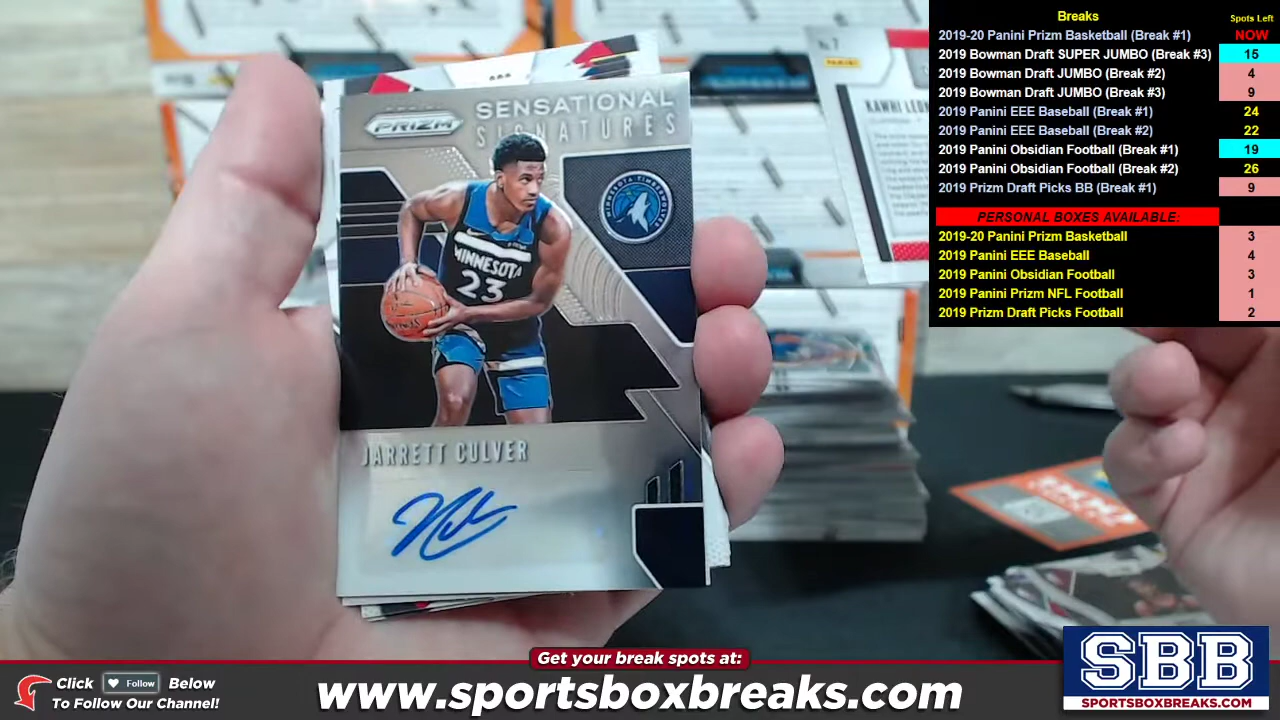 Breaks
Spots Left
2019-20 Panini Prizm Basketball (Break #1) NOW
2019 Bowman Draft SUPER JUMBO (Break #3) 15
2019 Bowman Draft JUMBO (Break #2) 4
2019 Bowman Draft JUMBO (Break #3) 9
2019 Panini EEE Baseball (Break #1) 24
2019 Panini EEE Baseball (Break #2) 22
2019 Panini Obsidian Football (Break #1) 19
2019 Panini Obsidian Football (Break #2) 26
2019 Prizm Draft Picks BB (Break #1) 9
PERSONAL BOXES AVAILABLE:
2019-20 Panini Prizm Basketball 3
2019 Panini EEE Baseball 4
2019 Panini Obsidian Football 3
2019 Panini Prizm NFL Football 1
2019 Prizm Draft Picks Football 2
No. 7
KAWHI
PRIZM
SENSATIONAL
SIGNATURES
MINNESOTA TIMBERWOLVES
MINNESOTA
23
JARRETT CULVER
Get your break spots at:
www.sportsboxbreaks.com
Click Follow Below
To Follow Our Channel!
SBB
SPORTSBOXBREAKS.COM